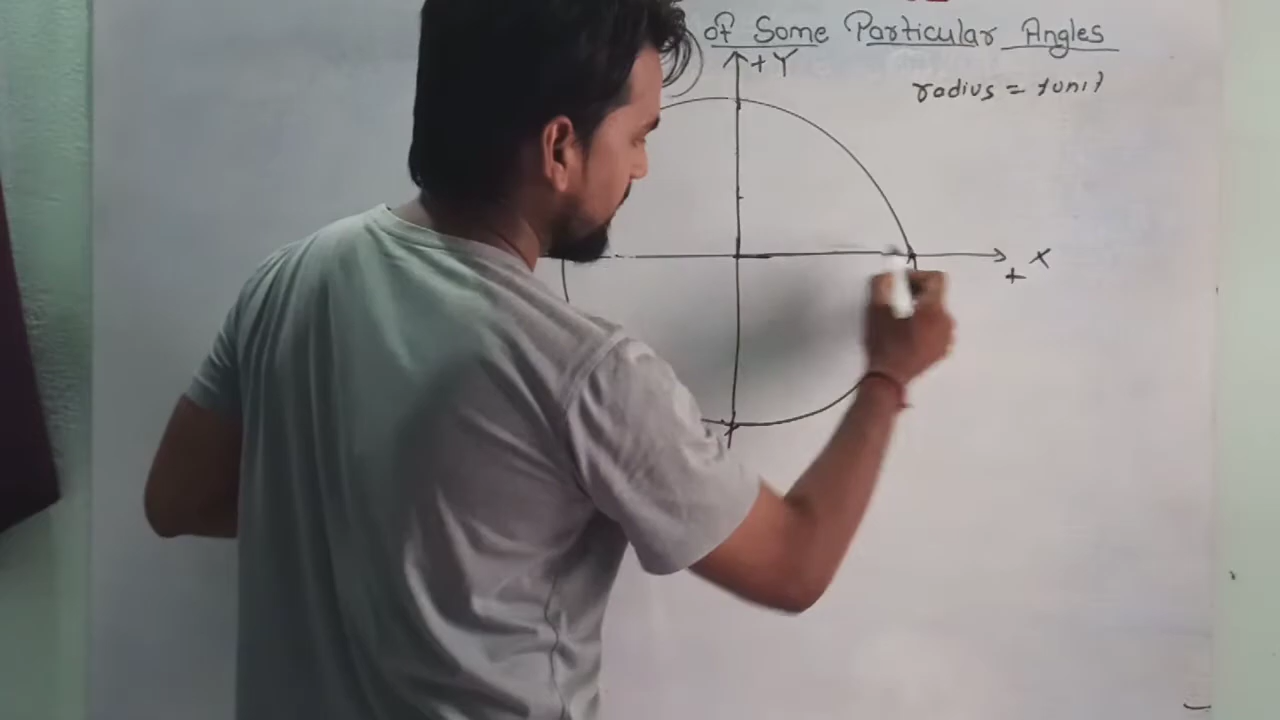 of Some Particular Angles
+Y
radius = 1unit
X
+